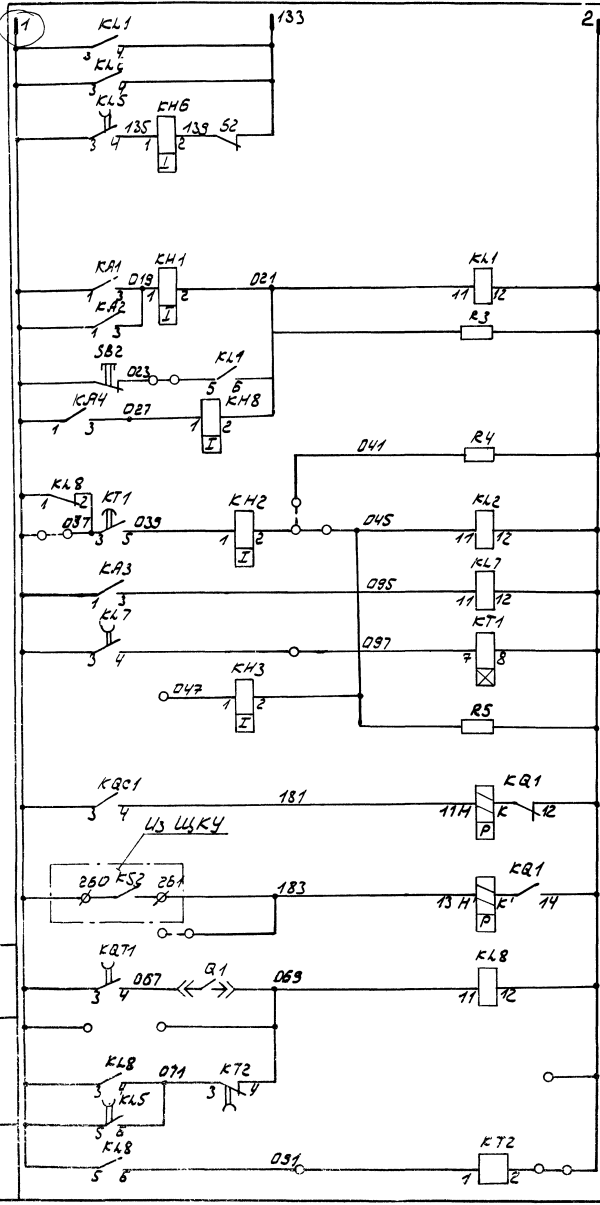 1 133 2
KL1
3 4
KL6
3 4
KL5 KH6
3 4 135 1 2 139 S2
I
KA1 KH1 KL1
1 3 019 1 2 021 11 12
KA2 I R3
1 3
SB2
023 KL1
5 6
KA4 KH8
1 3 027 1 2
I
041 R4
KL8
1 2 KT1 KH2 KL2
037 3 5 039 1 2 045 11 12
I
KA3 KL7
1 3 095 11 12
KL7 KT1
3 4 097 7 8
KH3
047 1 2
I R5
KQC1 KQ1
3 4 181 11 H K 12
P
Из ЩКУ
260 KS2 261 183 KQ1
13 H' K' 14
P
KQT1 Q1 KL8
3 4 067 069 11 12
KL8 071 KT2
3 4 3 4
KL5
5 6
KL8 KT2
5 6 091 1 2